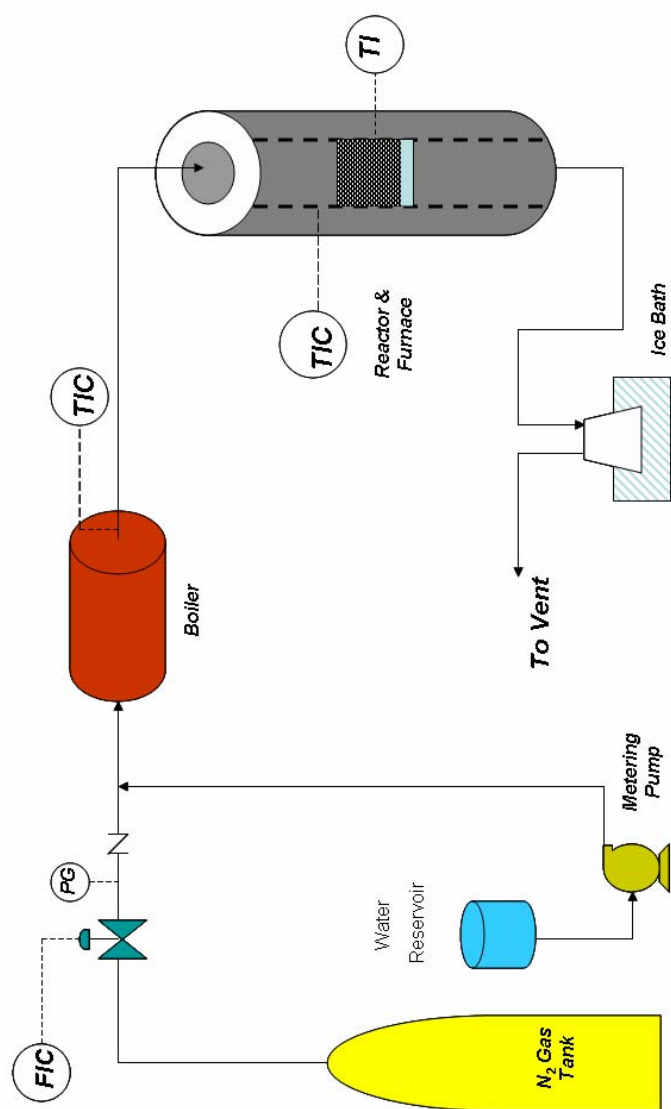 FIC
PG
TIC
TI
TIC
Boiler
Reactor &
Furnace
Water
Reservoir
N₂ Gas
Tank
Metering
Pump
To Vent
Ice Bath